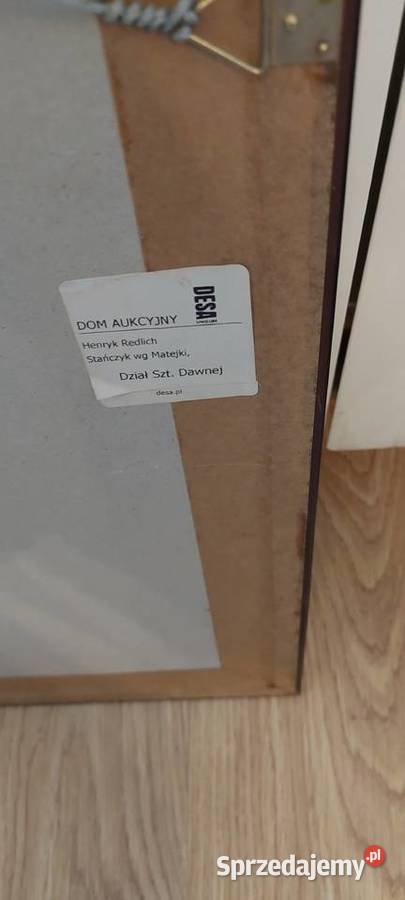 DESA
DOM AUKCYJNY
Henryk Redlich
Stańczyk wg Matejki,
Dział Szt. Dawnej
desa.pl
Sprzedajemy.pl